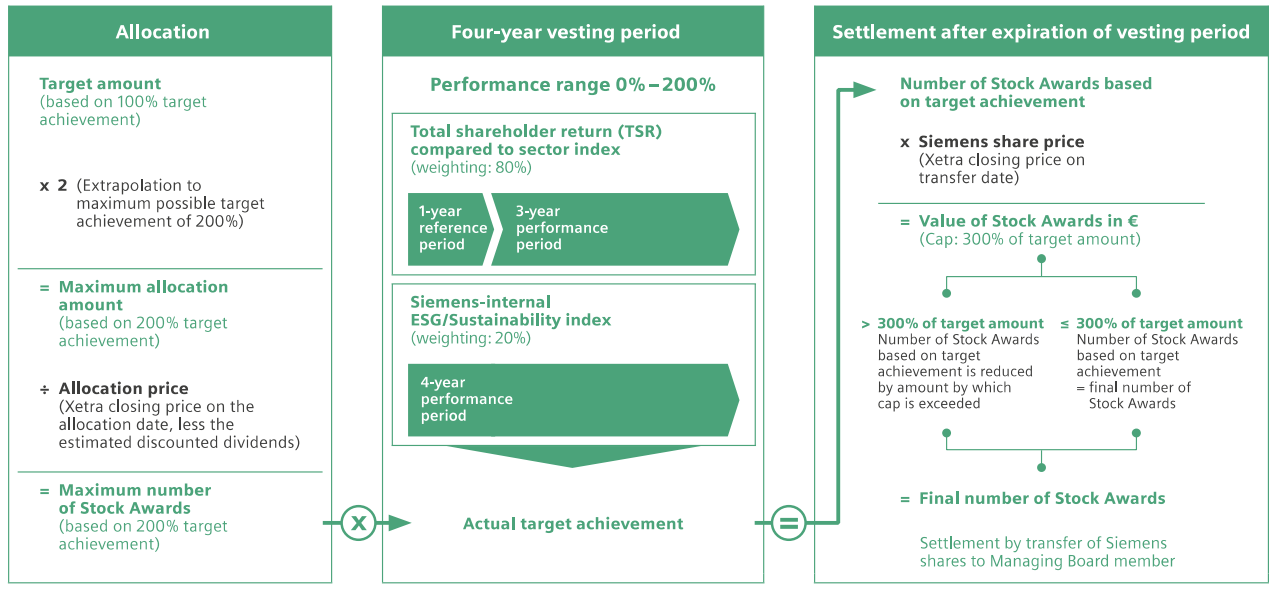 Allocation
Target amount
(based on 100% target
achievement)
x 2 (Extrapolation to
maximum possible target
achievement of 200%)
= Maximum allocation
amount
(based on 200% target
achievement)
÷ Allocation price
(Xetra closing price on the
allocation date, less the
estimated discounted dividends)
= Maximum number
of Stock Awards
(based on 200% target
achievement)
x
Four-year vesting period
Performance range 0%–200%
Total shareholder return (TSR)
compared to sector index
(weighting: 80%)
1-year
reference
period
3-year
performance
period
Siemens-internal
ESG/Sustainability index
(weighting: 20%)
4-year
performance
period
Actual target achievement
=
Settlement after expiration of vesting period
Number of Stock Awards based
on target achievement
x Siemens share price
(Xetra closing price on
transfer date)
= Value of Stock Awards in €
(Cap: 300% of target amount)
> 300% of target amount
Number of Stock Awards
based on target
achievement is reduced
by amount by which
cap is exceeded
≤ 300% of target amount
Number of Stock Awards
based on target
achievement
= final number of
Stock Awards
= Final number of Stock Awards
Settlement by transfer of Siemens
shares to Managing Board member